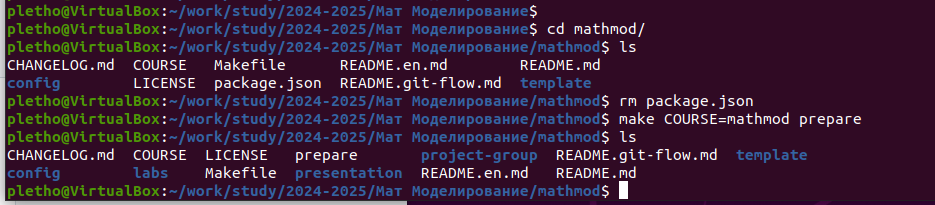 pletho@VirtualBox:~/work/study/2024-2025/Мат Моделирование$
pletho@VirtualBox:~/work/study/2024-2025/Мат Моделирование$ cd mathmod/
pletho@VirtualBox:~/work/study/2024-2025/Мат Моделирование/mathmod$ ls
CHANGELOG.md  COURSE   Makefile      README.en.md        README.md
config        LICENSE  package.json  README.git-flow.md  template
pletho@VirtualBox:~/work/study/2024-2025/Мат Моделирование/mathmod$ rm package.json
pletho@VirtualBox:~/work/study/2024-2025/Мат Моделирование/mathmod$ make COURSE=mathmod prepare
pletho@VirtualBox:~/work/study/2024-2025/Мат Моделирование/mathmod$ ls
CHANGELOG.md  COURSE  LICENSE   prepare       project-group  README.git-flow.md  template
config        labs    Makefile  presentation  README.en.md   README.md
pletho@VirtualBox:~/work/study/2024-2025/Мат Моделирование/mathmod$